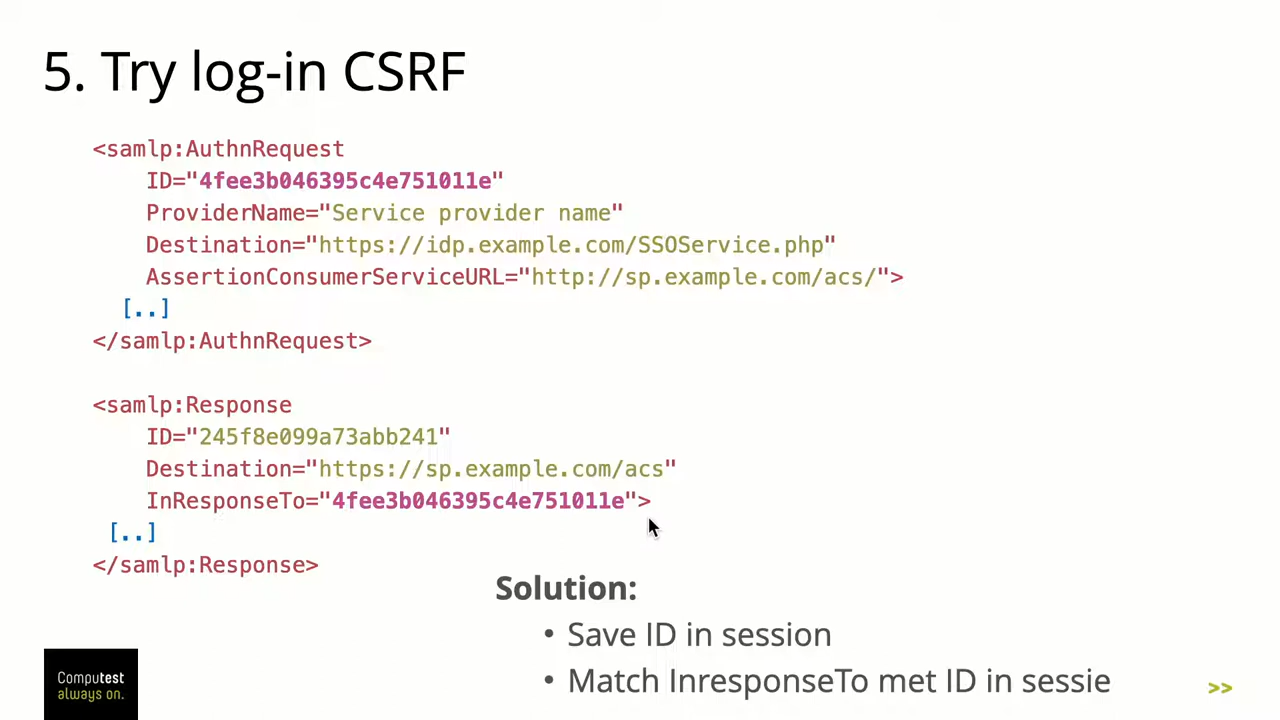 5. Try log-in CSRF
<samlp:AuthnRequest
ID="4fee3b046395c4e751011e"
ProviderName="Service provider name"
Destination="https://idp.example.com/SSOService.php"
AssertionConsumerServiceURL="http://sp.example.com/acs/">
[..]
</samlp:AuthnRequest>
<samlp:Response
ID="245f8e099a73abb241"
Destination="https://sp.example.com/acs"
InResponseTo="4fee3b046395c4e751011e">
[..]
</samlp:Response>
Solution:
• Save ID in session
• Match InresponseTo met ID in sessie
Computest
always on.
>>